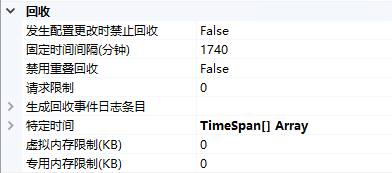 回收
发生配置更改时禁止回收 False
固定时间间隔(分钟) 1740
禁用重叠回收 False
请求限制 0
生成回收事件日志条目
特定时间 TimeSpan[] Array
虚拟内存限制(KB) 0
专用内存限制(KB) 0